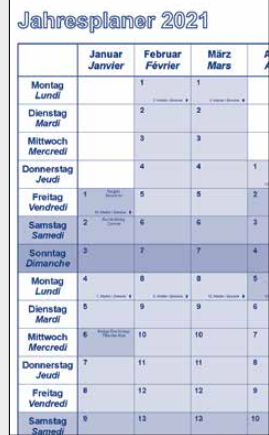 Jahresplaner 2021
Januar Februar März
Janvier Février Mars
Montag 1 1
Lundi
Dienstag 2 2
Mardi
Mittwoch 3 3
Mercredi
Donnerstag 4 4 1
Jeudi
Freitag 1 5 5 2
Vendredi
Samstag 2 6 6 3
Samedi
Sonntag 3 7 7 4
Dimanche
Montag 4 8 8 5
Lundi
Dienstag 5 9 9 6
Mardi
Mittwoch 6 10 10 7
Mercredi
Donnerstag 7 11 11 8
Jeudi
Freitag 8 12 12 9
Vendredi
Samstag 9 13 13 10
Samedi